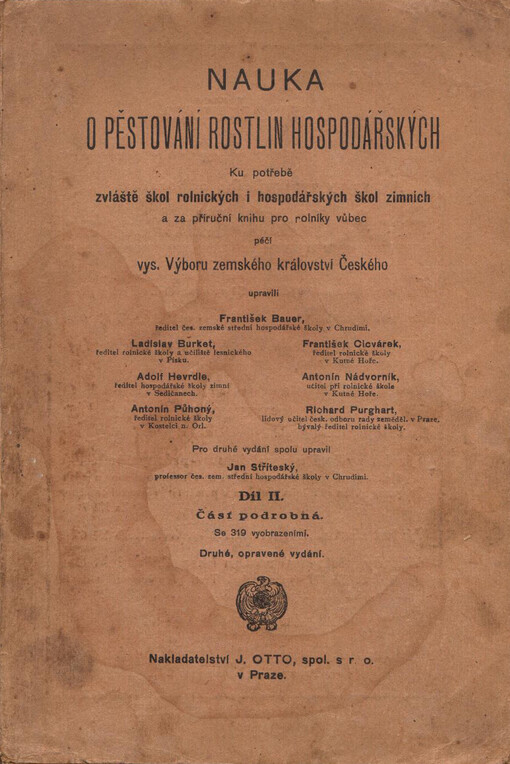 NAUKA
O PĚSTOVÁNÍ ROSTLIN HOSPODÁŘSKÝCH
Ku potřebě
zvláště škol rolnických i hospodářských škol zimních
a za příruční knihu pro rolníky vůbec
péčí
vys. Výboru zemského království Českého
upravili
František Bauer,
ředitel čes. zemské střední hospodářské školy v Chrudimi.
Ladislav Burket,
ředitel rolnické školy a učiliště lesnického
v Písku.
František Cicvárek,
ředitel rolnické školy
v Kutné Hoře.
Adolf Hevrdle,
ředitel hospodářské školy zimní
v Sedlčanech.
Antonín Nádvorník,
učitel při rolnické škole
v Kutné Hoře.
Antonín Půhoný,
ředitel rolnické školy
v Kostelci n. Orl.
Richard Purghart,
lidový učitel česk. odboru rady zeměděl. v Praze,
bývalý ředitel rolnické školy.
Pro druhé vydání spolu upravil
Jan Stříteský,
professor čes. zem. střední hospodářské školy v Chrudimi.
Díl II.
Část podrobná.
Se 319 vyobrazeními.
Druhé, opravené vydání.
Nakladatelství J. OTTO, spol. s r. o.
v Praze.